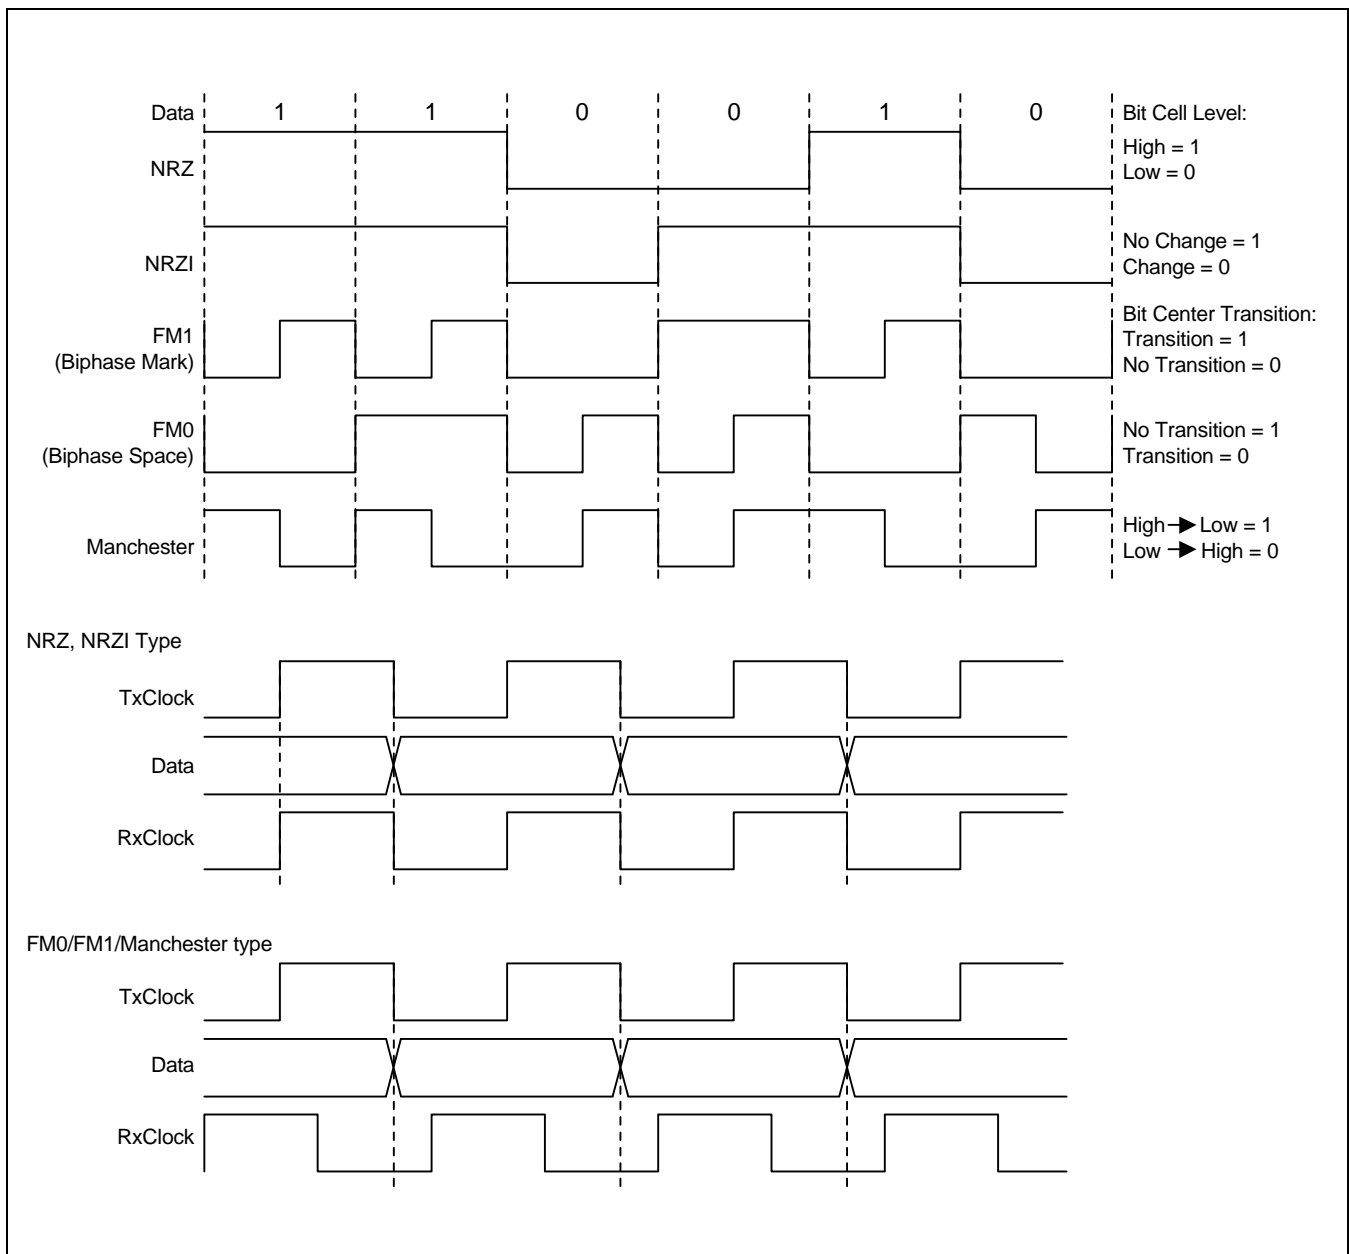 Data 1 1 0 0 1 0 Bit Cell Level:
NRZ High = 1
Low = 0
NRZI No Change = 1
Change = 0
Bit Center Transition:
FM1 Transition = 1
(Biphase Mark) No Transition = 0
FM0 No Transition = 1
(Biphase Space) Transition = 0
Manchester High → Low = 1
Low → High = 0
NRZ, NRZI Type
TxClock
Data
RxClock
FM0/FM1/Manchester type
TxClock
Data
RxClock